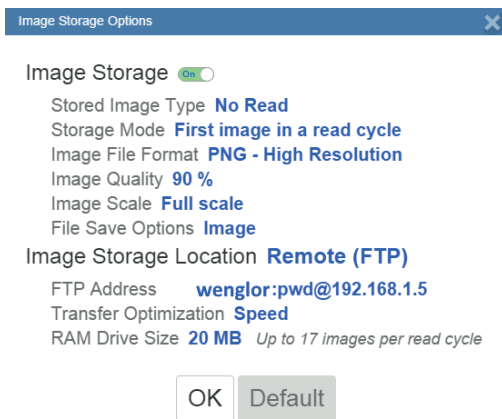 Image Storage Options
Image Storage On
Stored Image Type No Read
Storage Mode First image in a read cycle
Image File Format PNG - High Resolution
Image Quality 90 %
Image Scale Full scale
File Save Options Image
Image Storage Location Remote (FTP)
FTP Address wenglor:pwd@192.168.1.5
Transfer Optimization Speed
RAM Drive Size 20 MB Up to 17 images per read cycle
OK Default